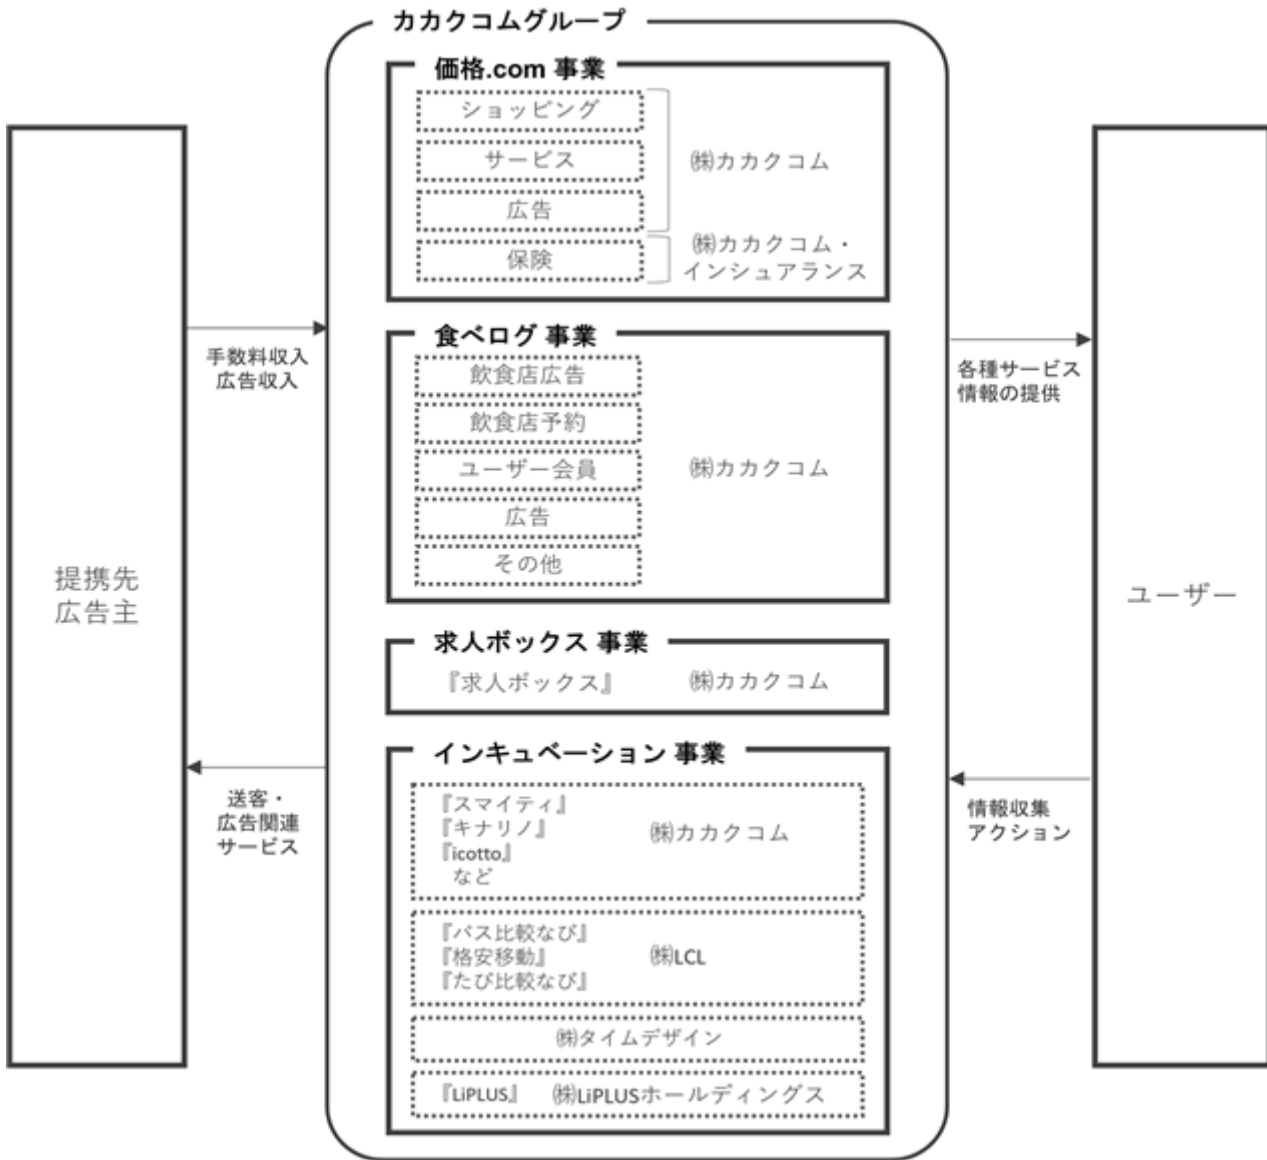 カカクコムグループ
価格.com 事業
ショッピング
サービス
広告
保険
㈱カカクコム
㈱カカクコム・
インシュアランス
食べログ 事業
飲食店広告
飲食店予約
ユーザー会員
広告
その他
㈱カカクコム
求人ボックス 事業
『求人ボックス』 ㈱カカクコム
インキュベーション 事業
『スマイティ』
『キナリノ』
『icotto』
など
㈱カカクコム
『バス比較なび』
『格安移動』
『たび比較なび』
㈱LCL
㈱タイムデザイン
『LiPLUS』 ㈱LiPLUSホールディングス
提携先
広告主
手数料収入
広告収入
送客・
広告関連
サービス
各種サービス
情報の提供
情報収集
アクション
ユーザー